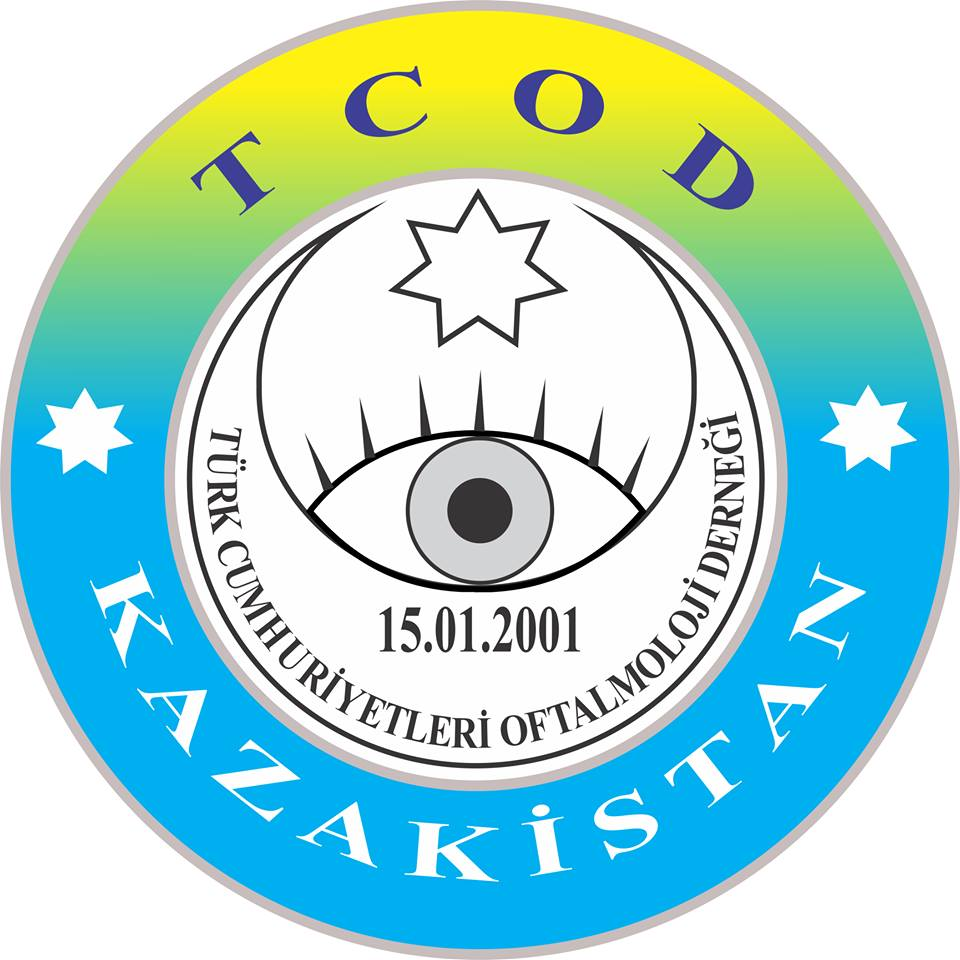 TCOD
TÜRK CUMHURİYETLERİ OFTALMOLOJİ DERNEĞİ
15.01.2001
KAZAKİSTAN